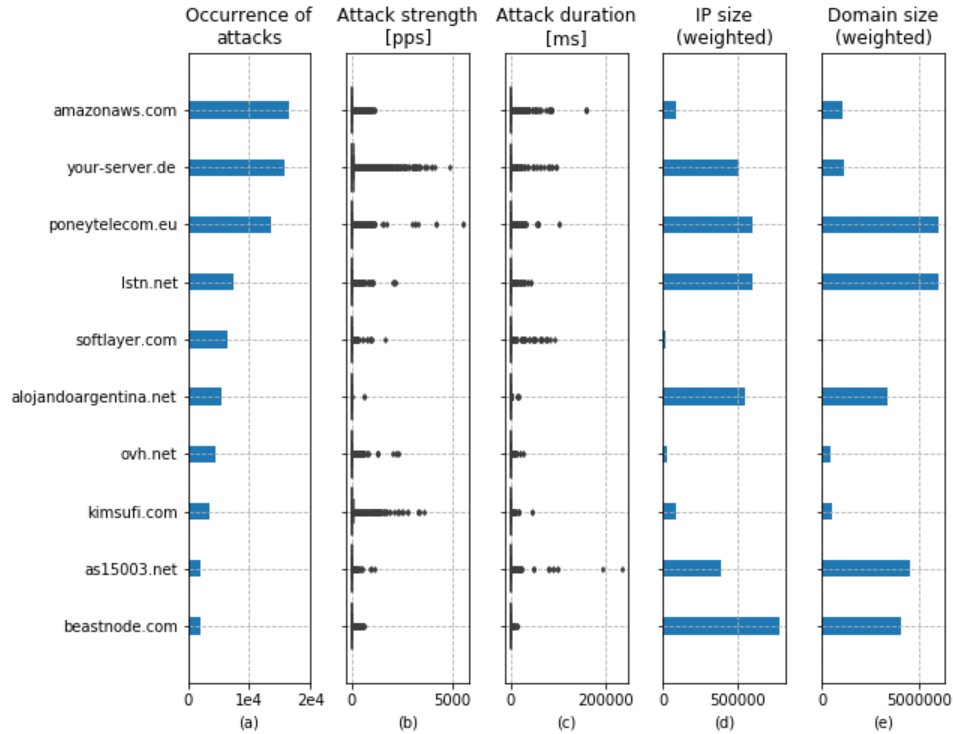 Occurrence of attacks
Attack strength [pps]
Attack duration [ms]
IP size (weighted)
Domain size (weighted)
amazonaws.com
your-server.de
poneytelecom.eu
lstn.net
softlayer.com
alojandoargentina.net
ovh.net
kimsufi.com
as15003.net
beastnode.com
0 1e4 2e4
0 5000
0 200000
0 5000000
0 5000000
(a)
(b)
(c)
(d)
(e)